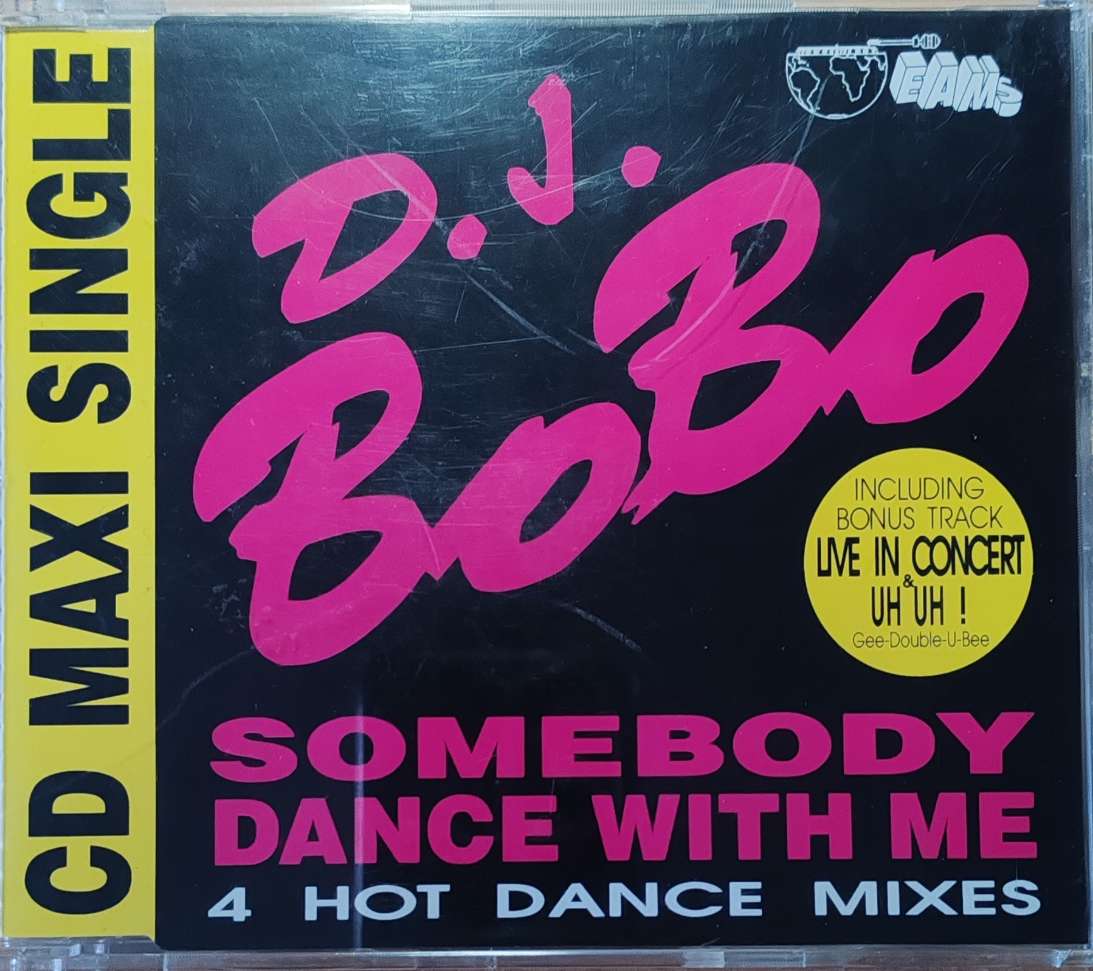 CD MAXI SINGLE
EAMS
D.J.
BoBo
INCLUDING
BONUS TRACK
LIVE IN CONCERT
&
UH UH !
Gee-Double-U-Bee
SOMEBODY
DANCE WITH ME
4 HOT DANCE MIXES